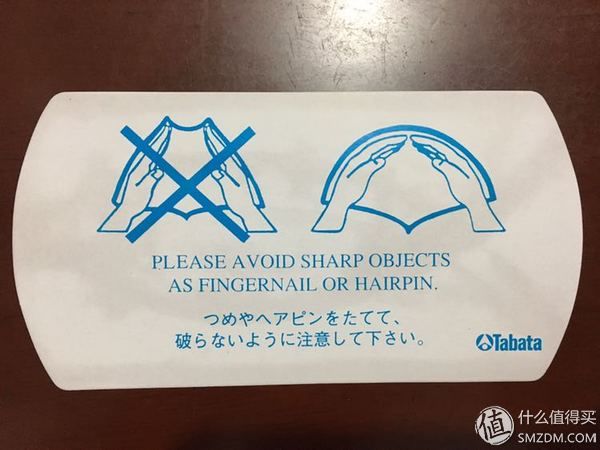 PLEASE AVOID SHARP OBJECTS
AS FINGERNAIL OR HAIRPIN.
つめやヘアピンをたてて、
破らないように注意して下さい。
Tabata
值 什么值得买
SMZDM.COM